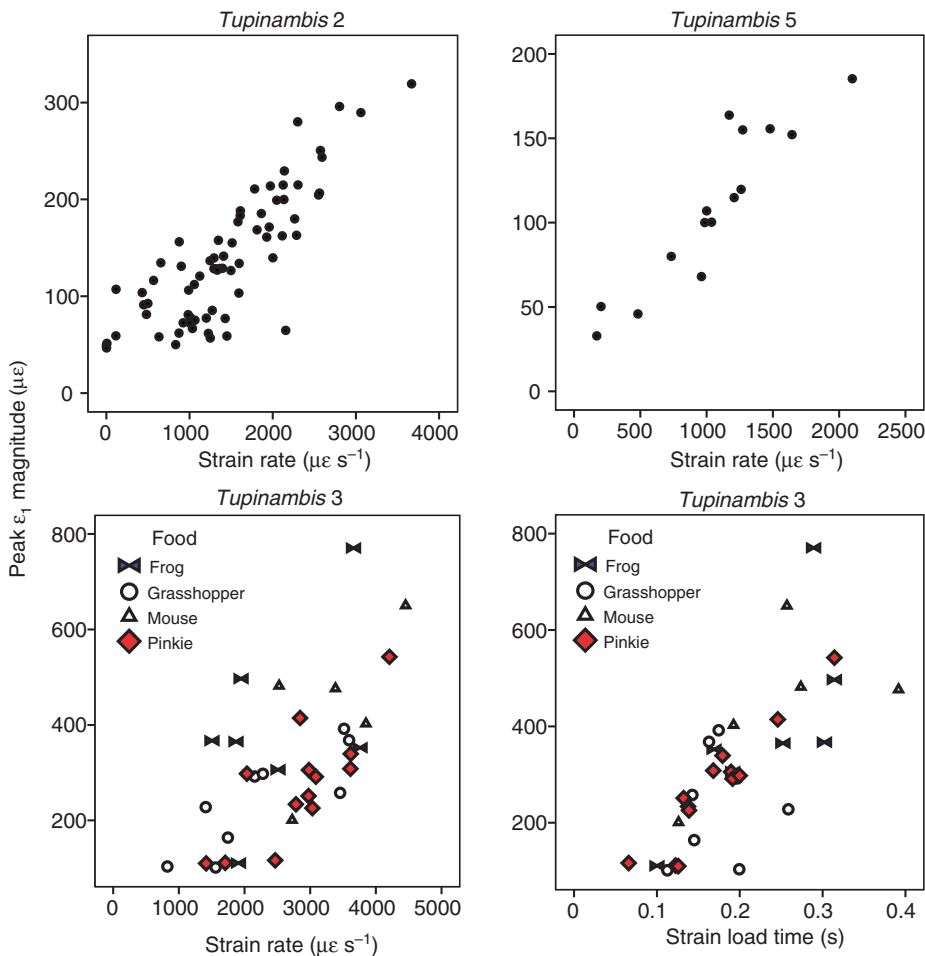 Tupinambis 2
Tupinambis 5
300
200
100
0
0 1000 2000 3000 4000
Strain rate (με s⁻¹)
200
150
100
50
0
0 500 1000 1500 2000 2500
Strain rate (με s⁻¹)
Peak ε₁ magnitude (με)
Tupinambis 3
Tupinambis 3
800
600
400
200
Food
Frog
Grasshopper
Mouse
Pinkie
0 1000 2000 3000 4000 5000
Strain rate (με s⁻¹)
800
600
400
200
Food
Frog
Grasshopper
Mouse
Pinkie
0 0.1 0.2 0.3 0.4
Strain load time (s)